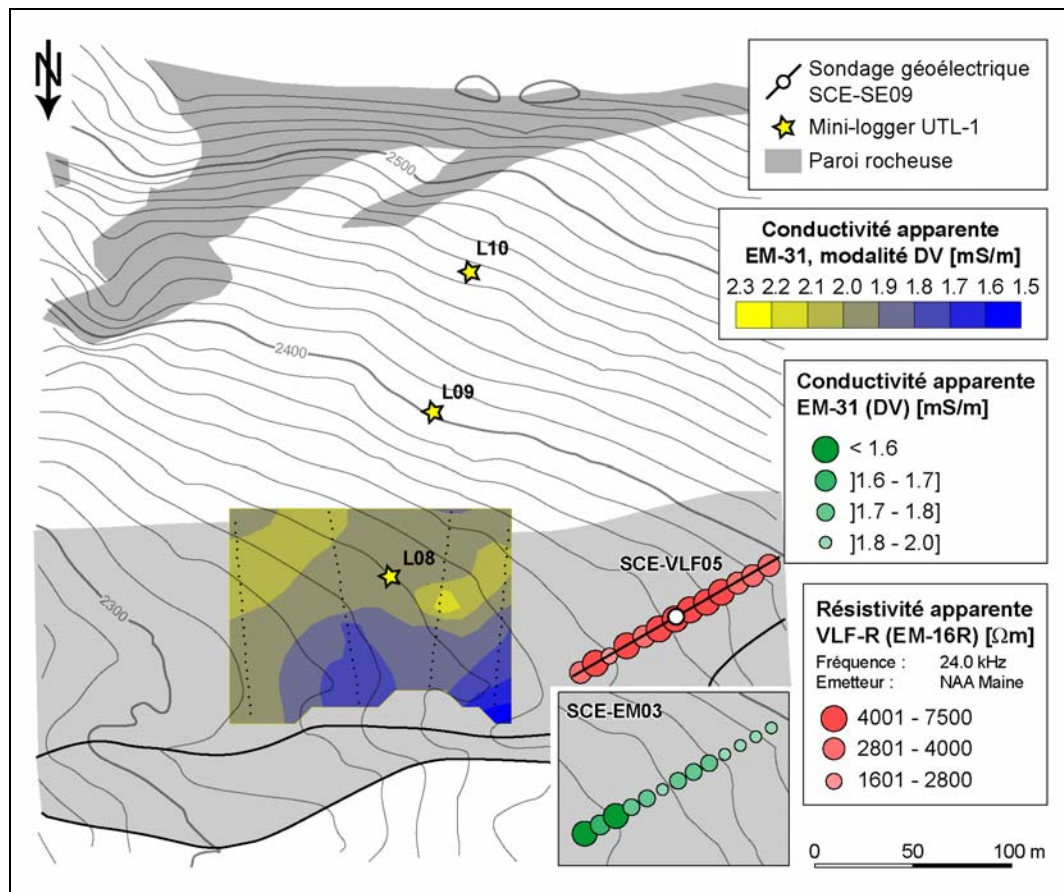 N
Sondage géoélectrique
SCE-SE09
Mini-logger UTL-1
Paroi rocheuse
2500
L10
Conductivité apparente
EM-31, modalité DV [mS/m]
2.3 2.2 2.1 2.0 1.9 1.8 1.7 1.6 1.5
2400
L09
Conductivité apparente
EM-31 (DV) [mS/m]
< 1.6
]1.6 - 1.7]
]1.7 - 1.8]
]1.8 - 2.0]
L08
SCE-VLF05
2300
Résistivité apparente
VLF-R (EM-16R) [Ωm]
Fréquence : 24.0 kHz
Emetteur : NAA Maine
4001 - 7500
2801 - 4000
1601 - 2800
SCE-EM03
0 50 100 m